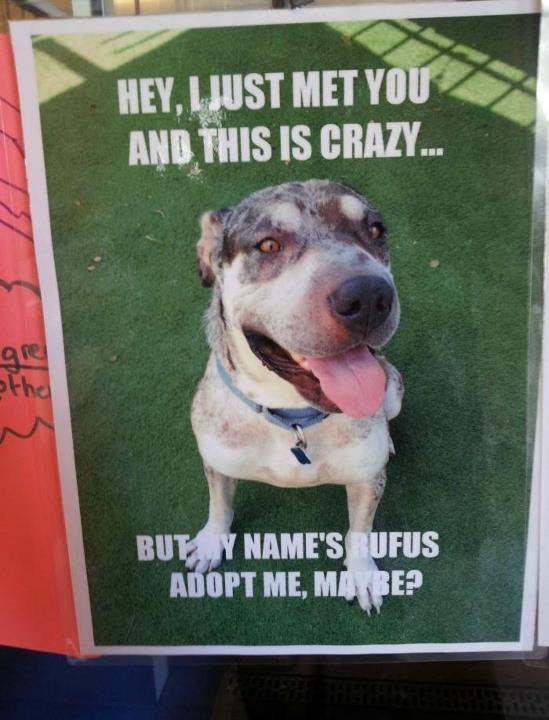 HEY, I JUST MET YOU
AND THIS IS CRAZY...
BUT MY NAME'S RUFUS
ADOPT ME, MAYBE?